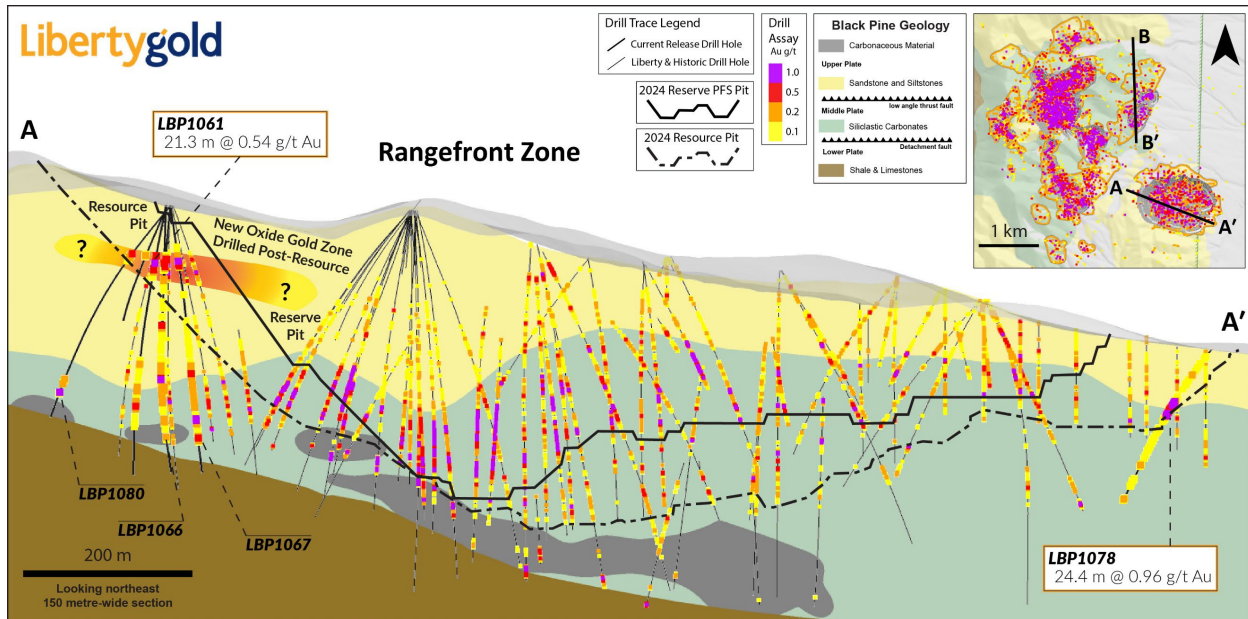 Libertygold
Drill Trace Legend
Current Release Drill Hole
Liberty & Historic Drill Hole
2024 Reserve PFS Pit
2024 Resource Pit
Drill
Assay
Au g/t
1.0
0.5
0.2
0.1
Black Pine Geology
Carbonaceous Material
Upper Plate
Sandstone and Siltstones
low angle thrust fault
Middle Plate
Siliclastic Carbonates
Detachment fault
Lower Plate
Shale & Limestones
B
B'
A
A'
1 km
A
LBP1061
21.3 m @ 0.54 g/t Au
Rangefront Zone
Resource
Pit
New Oxide Gold Zone
Drilled Post-Resource
?
?
Reserve
Pit
A'
LBP1080
LBP1066
LBP1067
200 m
Looking northeast
150 metre-wide section
LBP1078
24.4 m @ 0.96 g/t Au